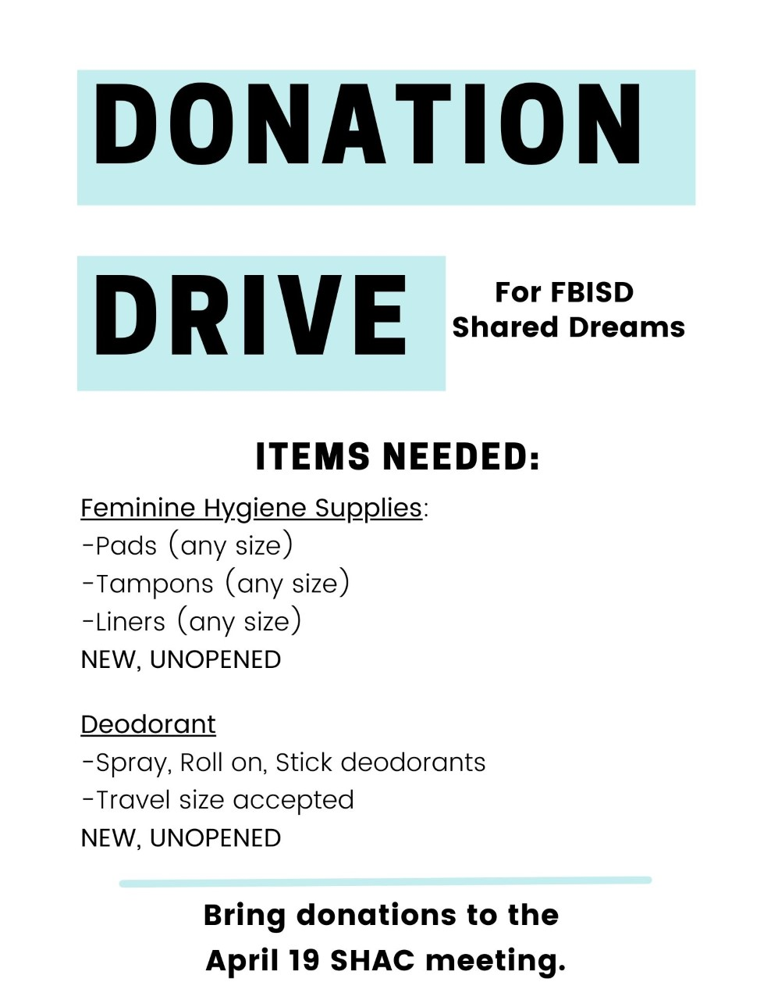 DONATION
DRIVE
For FBISD
Shared Dreams
ITEMS NEEDED:
Feminine Hygiene Supplies:
-Pads (any size)
-Tampons (any size)
-Liners (any size)
NEW, UNOPENED
Deodorant
-Spray, Roll on, Stick deodorants
-Travel size accepted
NEW, UNOPENED
Bring donations to the
April 19 SHAC meeting.